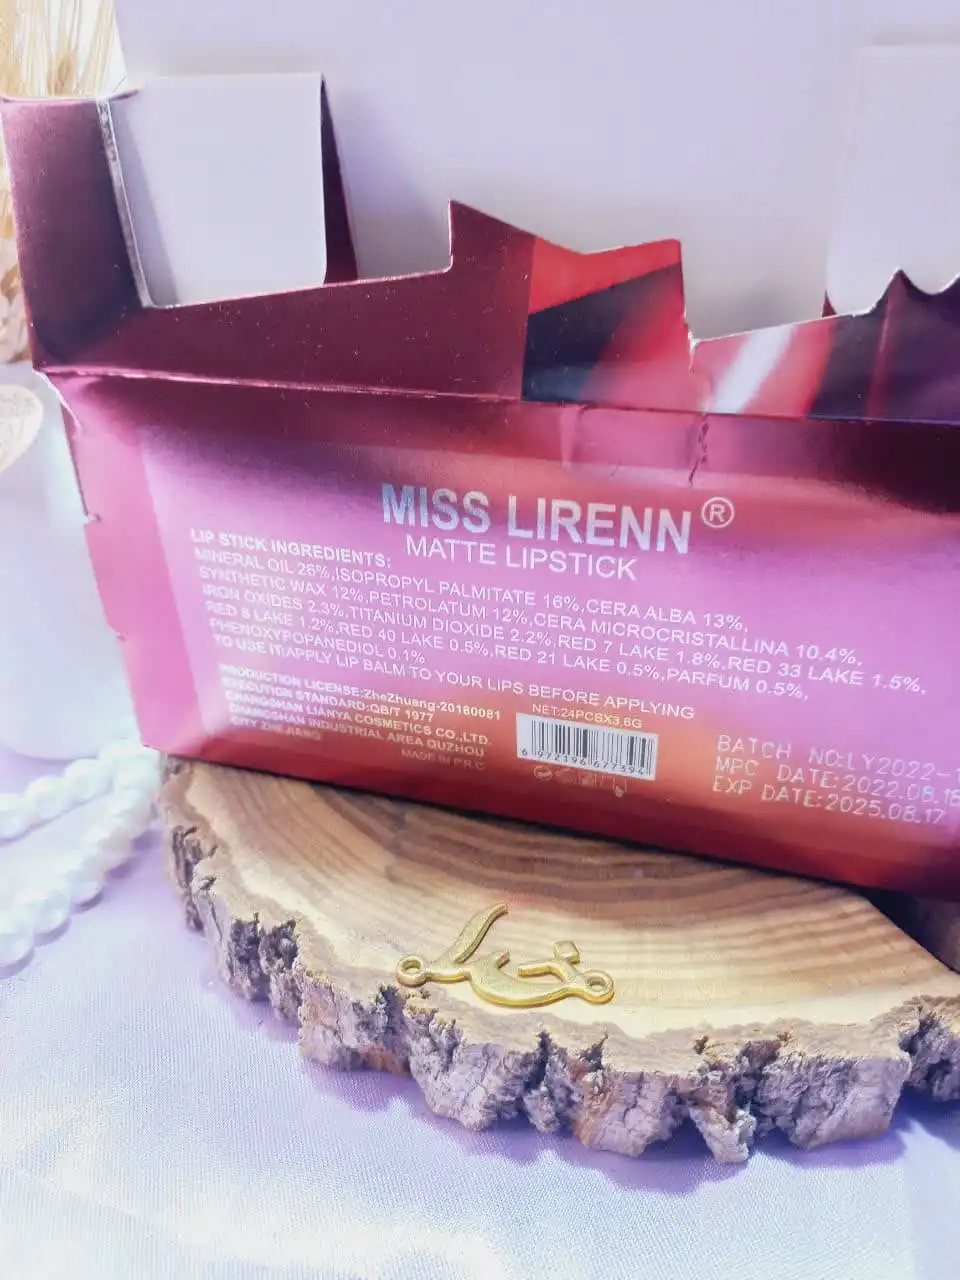 MISS LIRENN®
MATTE LIPSTICK
LIP STICK INGREDIENTS:
MINERAL OIL 26%,ISOPROPYL PALMITATE 16%,CERA ALBA 13%,
SYNTHETIC WAX 12%,PETROLATUM 12%,CERA MICROCRISTALLINA 10.4%,
IRON OXIDES 2.3%,TITANIUM DIOXIDE 2.2%,RED 7 LAKE 1.8%,RED 33 LAKE 1.5%,
RED 6 LAKE 1.2%,RED 40 LAKE 0.5%,RED 21 LAKE 0.5%,PARFUM 0.5%,
PHENOXYPOPANEDIOL 0.1%
TO USE IT:APPLY LIP BALM TO YOUR LIPS BEFORE APPLYING
PRODUCTION LICENSE:ZheZhuang-20180081
EXECUTION STANDARD:QB/T 1977
CHANGSHAN LIANYA COSMETICS CO.,LTD.
CHANGSHAN INDUSTRIAL AREA QUZHOU
CITY ZHEJIANG
MADE IN P.R.C
NET:24PCSX3.6G
6 972196 677394
BATCH NO:LY2022-
MPC DATE:2022.08.18
EXP DATE:2025.08.17